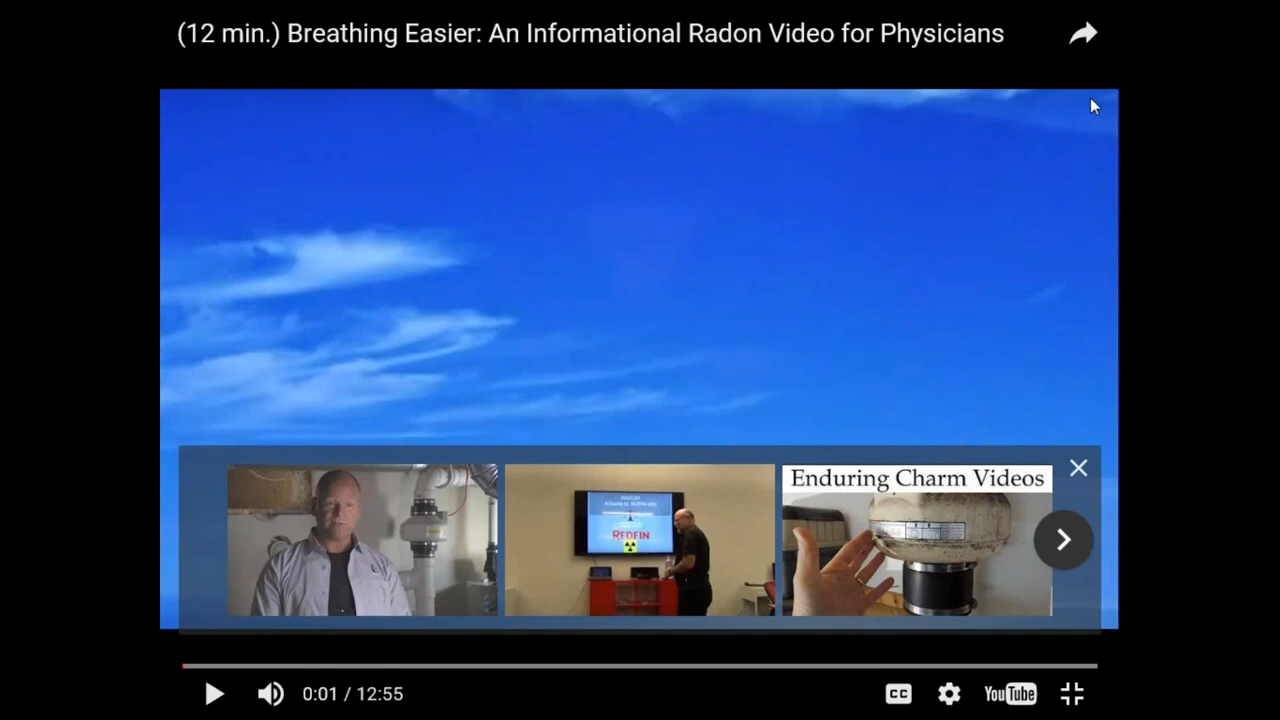 (12 min.) Breathing Easier: An Informational Radon Video for Physicians
Enduring Charm Videos
RADON
REDFIN
0:01 / 12:55
CC
YouTube